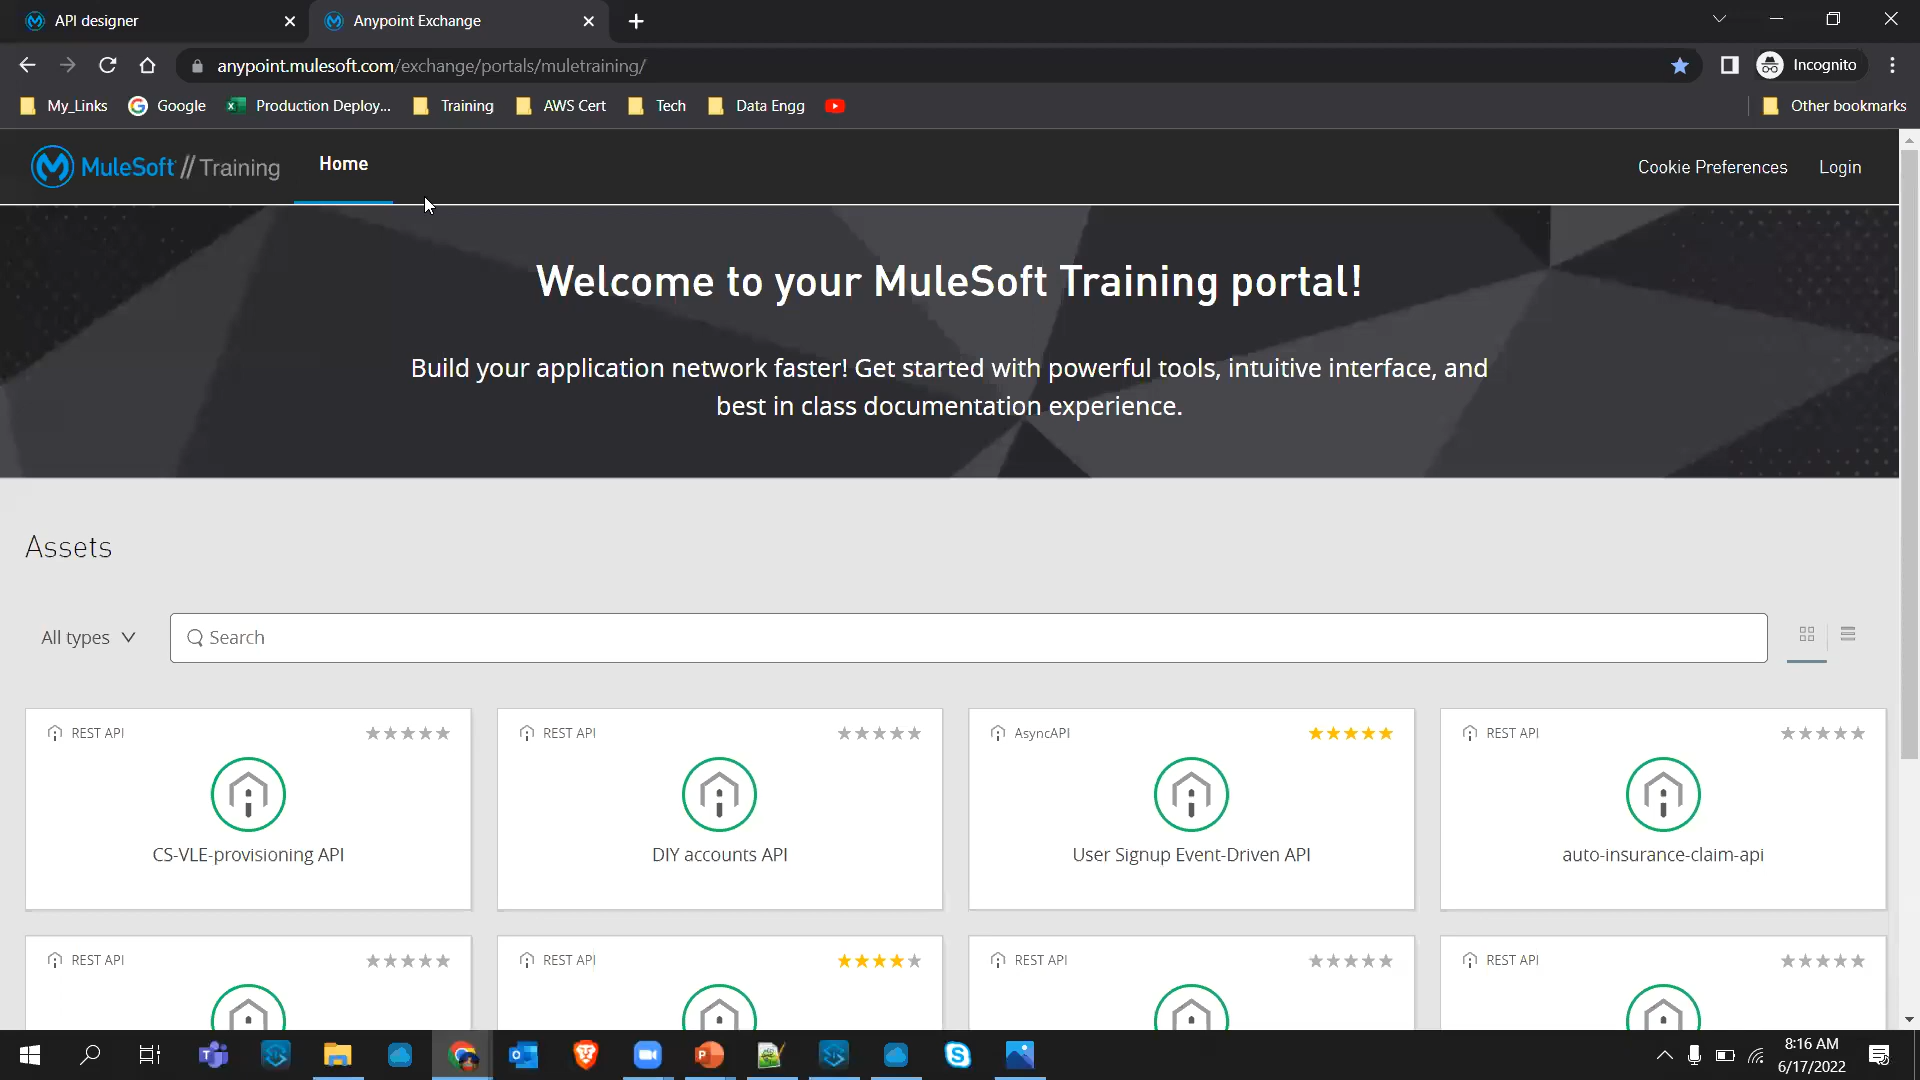 API designer
Anypoint Exchange
anypoint.mulesoft.com/exchange/portals/muletraining/
Incognito
My_Links
Google
Production Deploy...
Training
AWS Cert
Tech
Data Engg
Other bookmarks
MuleSoft // Training
Home
Cookie Preferences
Login
Welcome to your MuleSoft Training portal!
Build your application network faster! Get started with powerful tools, intuitive interface, and
best in class documentation experience.
Assets
All types
Search
REST API
CS-VLE-provisioning API
REST API
DIY accounts API
AsyncAPI
User Signup Event-Driven API
REST API
auto-insurance-claim-api
REST API
REST API
REST API
REST API
8:16 AM
6/17/2022